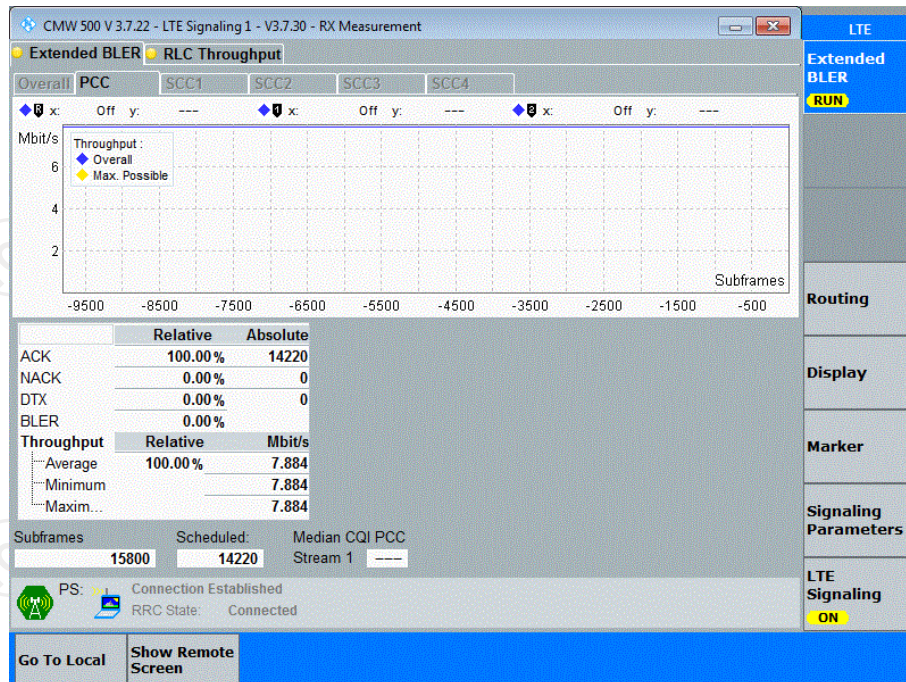 CMW 500 V 3.7.22 - LTE Signaling 1 - V3.7.30 - RX Measurement
LTE
Extended BLER RLC Throughput
Extended BLER
RUN
Overall PCC SCC1 SCC2 SCC3 SCC4
x: Off y: --- x: Off y: --- x: Off y: ---
Mbit/s
Throughput :
Overall
Max. Possible
6
4
2
Subframes
-9500 -8500 -7500 -6500 -5500 -4500 -3500 -2500 -1500 -500
Relative Absolute
ACK 100.00 % 14220
NACK 0.00 % 0
DTX 0.00 % 0
BLER 0.00 %
Throughput Relative Mbit/s
Average 100.00 % 7.884
Minimum 7.884
Maxim... 7.884
Subframes Scheduled: Median CQI PCC
15800 14220 Stream 1 ---
PS: Connection Established
RRC State: Connected
Routing
Display
Marker
Signaling
Parameters
LTE
Signaling
ON
Go To Local
Show Remote
Screen